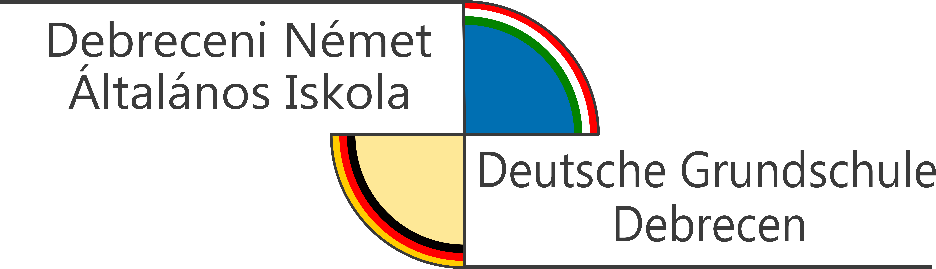 Debreceni Német
Általános Iskola
Deutsche Grundschule
Debrecen